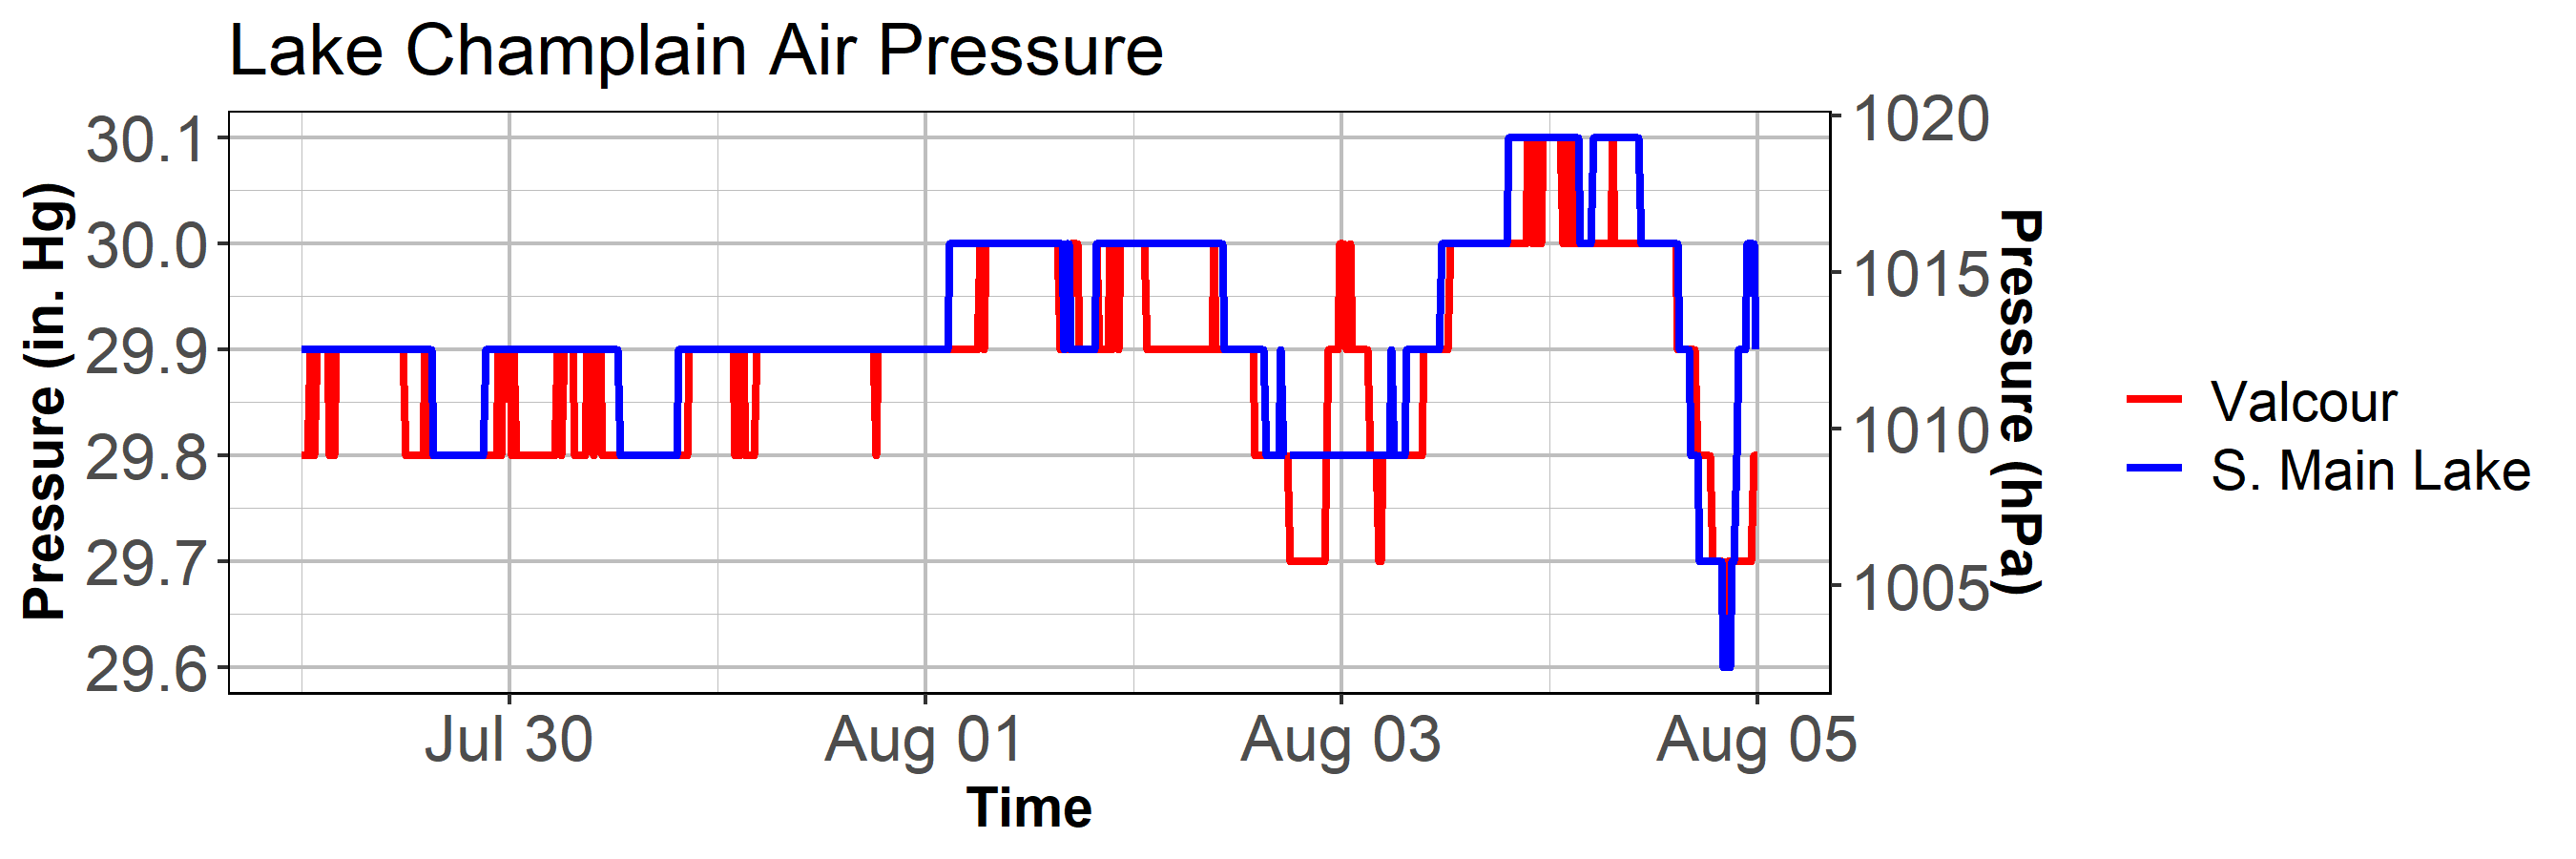 Lake Champlain Air Pressure
Pressure (in. Hg)
30.1
30.0
29.9
29.8
29.7
29.6
1020
1015
1010
1005
Pressure (hPa)
Jul 30
Aug 01
Aug 03
Aug 05
Time
Valcour
S. Main Lake